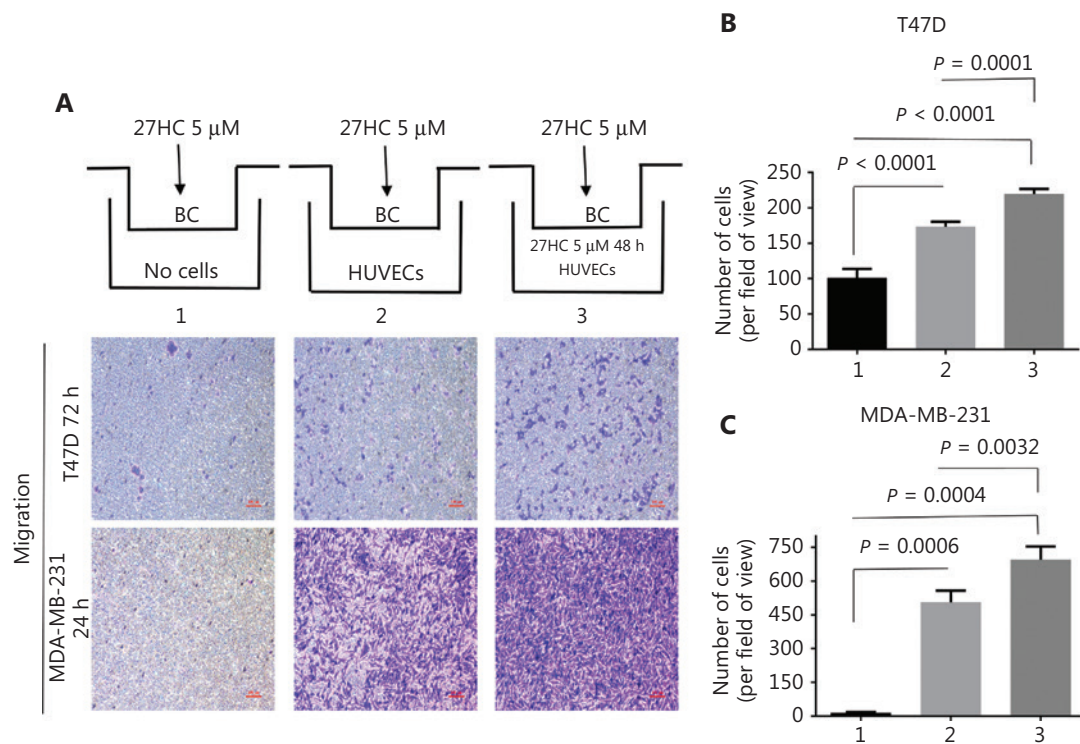 A
27HC 5 μM
27HC 5 μM
27HC 5 μM
BC
BC
BC
No cells
HUVECs
27HC 5 μM 48 h
HUVECs
1
2
3
Migration
T47D 72 h
MDA-MB-231
24 h
B
T47D
P = 0.0001
P < 0.0001
P < 0.0001
Number of cells
(per field of view)
250
200
150
100
50
0
1
2
3
C
MDA-MB-231
P = 0.0032
P = 0.0004
P = 0.0006
Number of cells
(per field of view)
750
600
450
300
150
0
1
2
3